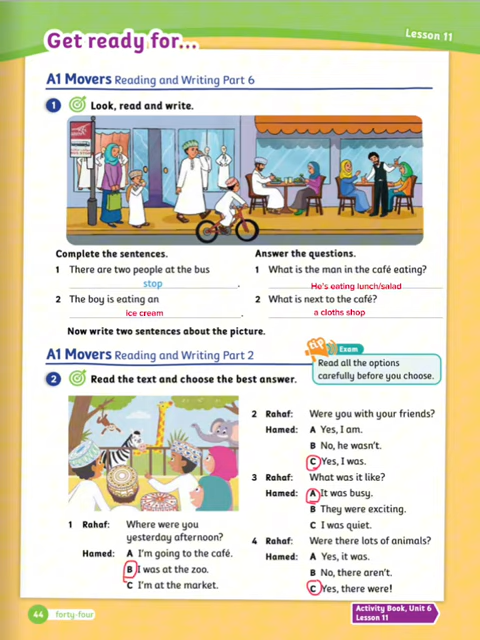 Get ready for...
Lesson 11
A1 Movers Reading and Writing Part 6
1 Look, read and write.
Complete the sentences.
1 There are two people at the bus
stop
2 The boy is eating an
Ice cream
Answer the questions.
1 What is the man in the café eating?
He's eating lunch/salad
2 What is next to the café?
a cloths shop
Now write two sentences about the picture.
A1 Movers Reading and Writing Part 2
Tip Exam
Read all the options
carefully before you choose.
2 Read the text and choose the best answer.
1 Rahaf: Where were you
yesterday afternoon?
Hamed: A I'm going to the café.
B I was at the zoo.
C I'm at the market.
2 Rahaf: Were you with your friends?
Hamed: A Yes, I am.
B No, he wasn't.
C Yes, I was.
3 Rahaf: What was it like?
Hamed: A It was busy.
B They were exciting.
C I was quiet.
4 Rahaf: Were there lots of animals?
Hamed: A Yes, it was.
B No, there aren't.
C Yes, there were!
44 forty-four
Activity Book, Unit 6
Lesson 11